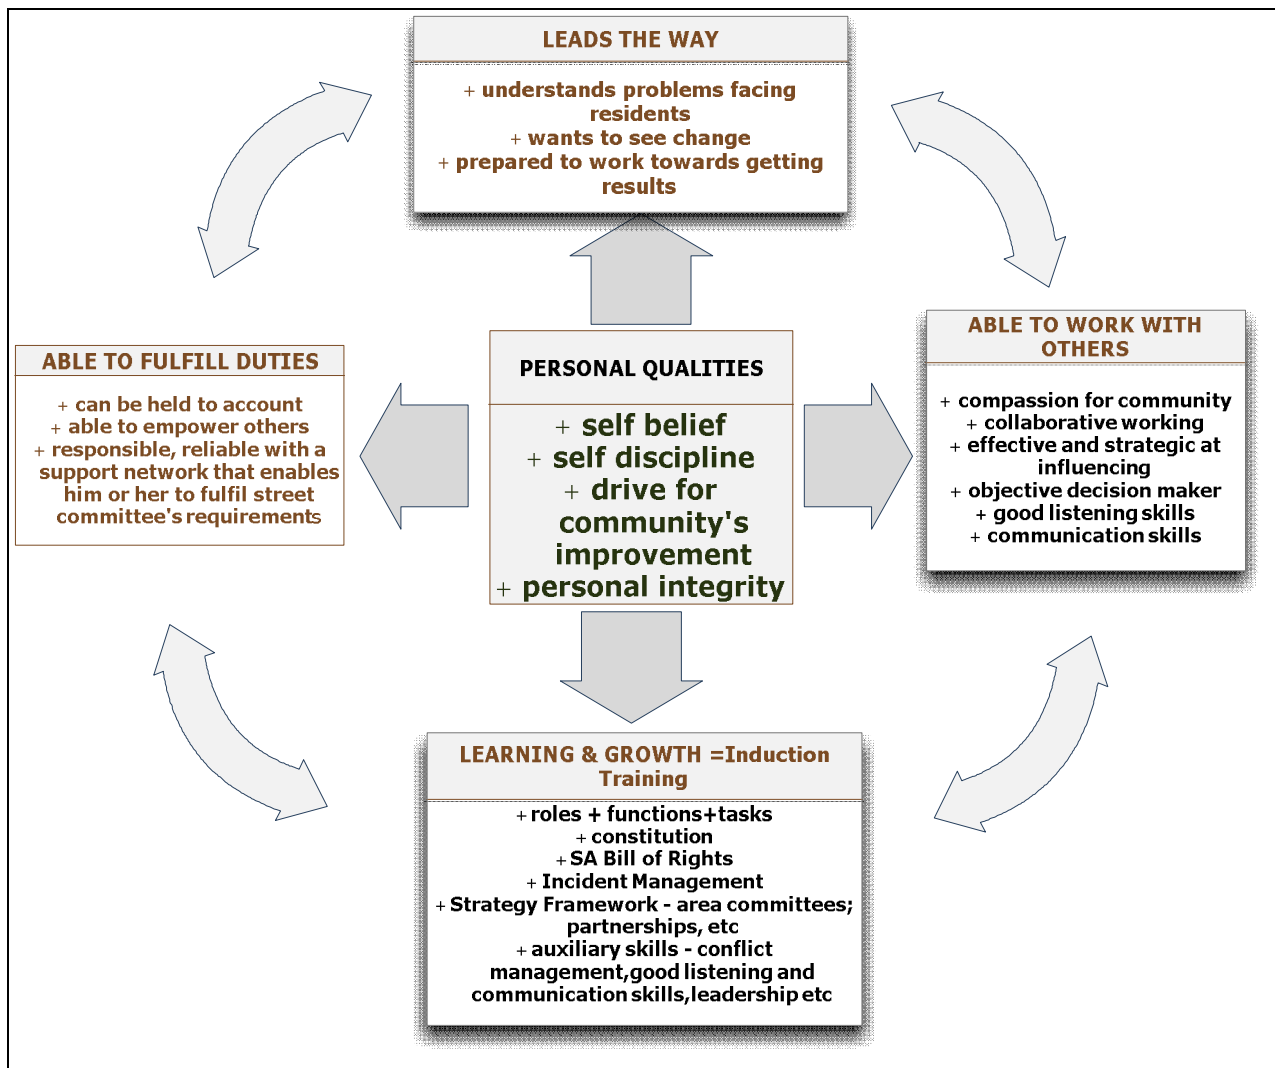 LEADS THE WAY
+ understands problems facing
residents
+ wants to see change
+ prepared to work towards getting
results
ABLE TO FULFILL DUTIES
+ can be held to account
+ able to empower others
+ responsible, reliable with a
support network that enables
him or her to fulfil street
committee's requirements
PERSONAL QUALITIES
+ self belief
+ self discipline
+ drive for
community's
improvement
+ personal integrity
ABLE TO WORK WITH
OTHERS
+ compassion for community
+ collaborative working
+ effective and strategic at
influencing
+ objective decision maker
+ good listening skills
+ communication skills
LEARNING & GROWTH =Induction
Training
+ roles + functions+tasks
+ constitution
+ SA Bill of Rights
+ Incident Management
+ Strategy Framework - area committees;
partnerships, etc
+ auxiliary skills - conflict
management,good listening and
communication skills,leadership etc